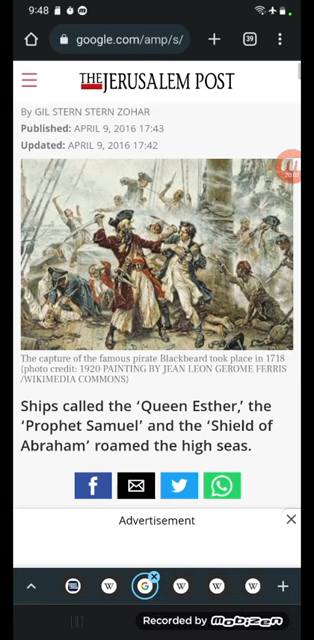 9:48
google.com/amp/s/
39
THE JERUSALEM POST
By GIL STERN STERN ZOHAR
Published: APRIL 9, 2016 17:43
Updated: APRIL 9, 2016 17:42
The capture of the famous pirate Blackbeard took place in 1718
(photo credit: 1920 PAINTING BY JEAN LEON GEROME FERRIS
/WIKIMEDIA COMMONS)
Ships called the ‘Queen Esther,’ the
‘Prophet Samuel’ and the ‘Shield of
Abraham’ roamed the high seas.
Advertisement
Recorded by mobizen